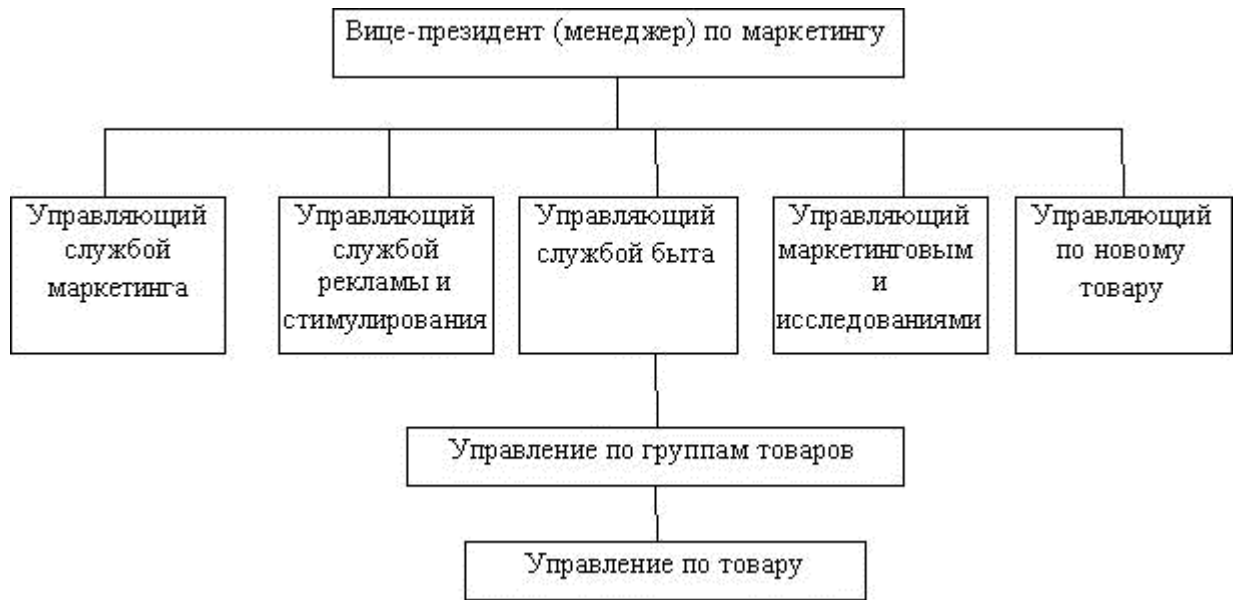 Вице-президент (менеджер) по маркетингу
Управляющий
службой
маркетинга
Управляющий
службой
рекламы и
стимулирования
Управляющий
службой быта
Управляющий
маркетинговым
и
исследованиями
Управляющий
по новому
товару
Управление по группам товаров
Управление по товару